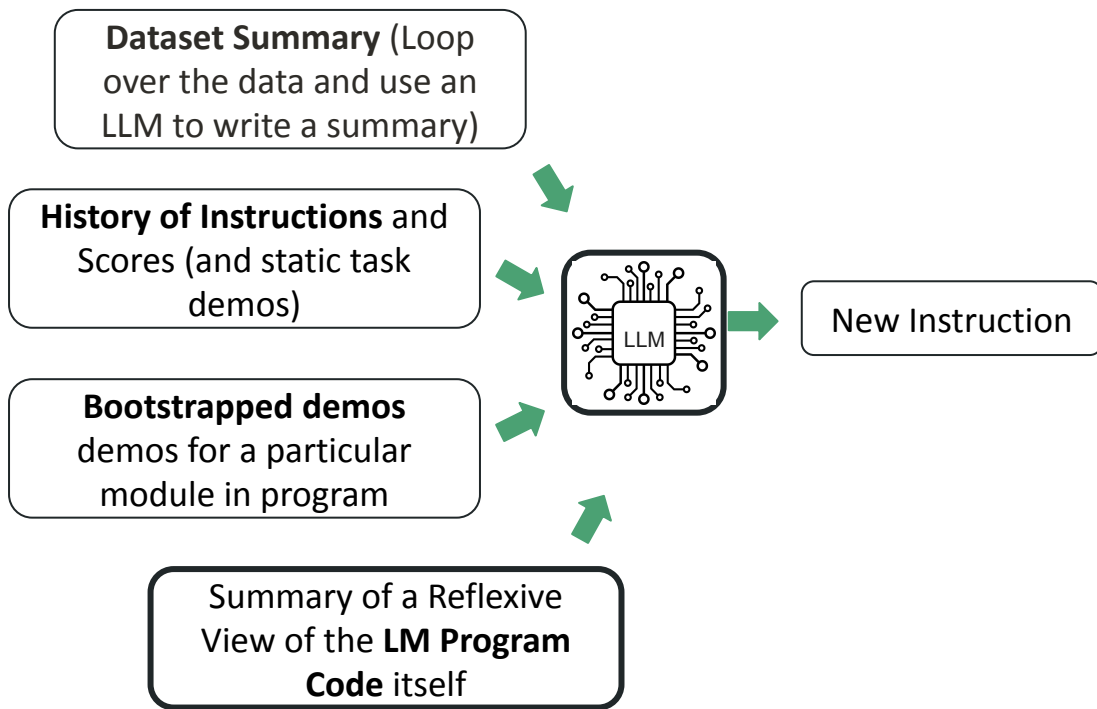 Dataset Summary (Loop
over the data and use an
LLM to write a summary)
History of Instructions and
Scores (and static task
demos)
Bootstrapped demos
demos for a particular
module in program
Summary of a Reflexive
View of the LM Program
Code itself
LLM
New Instruction